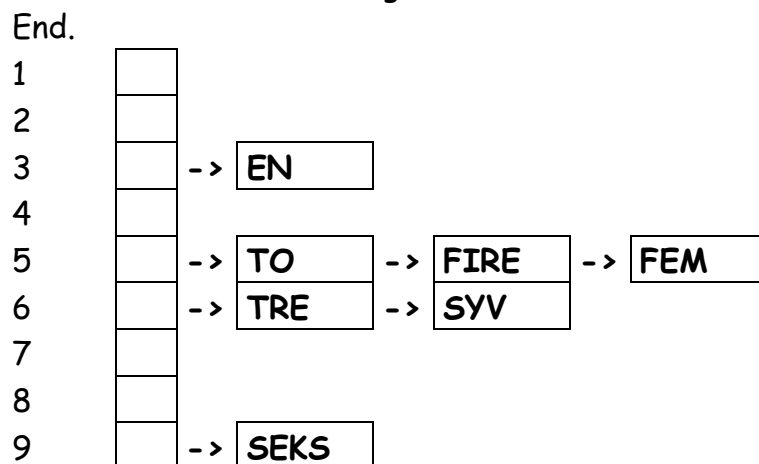 End.
1
2
3 -> EN
4
5 -> TO -> FIRE -> FEM
6 -> TRE -> SYV
7
8
9 -> SEKS